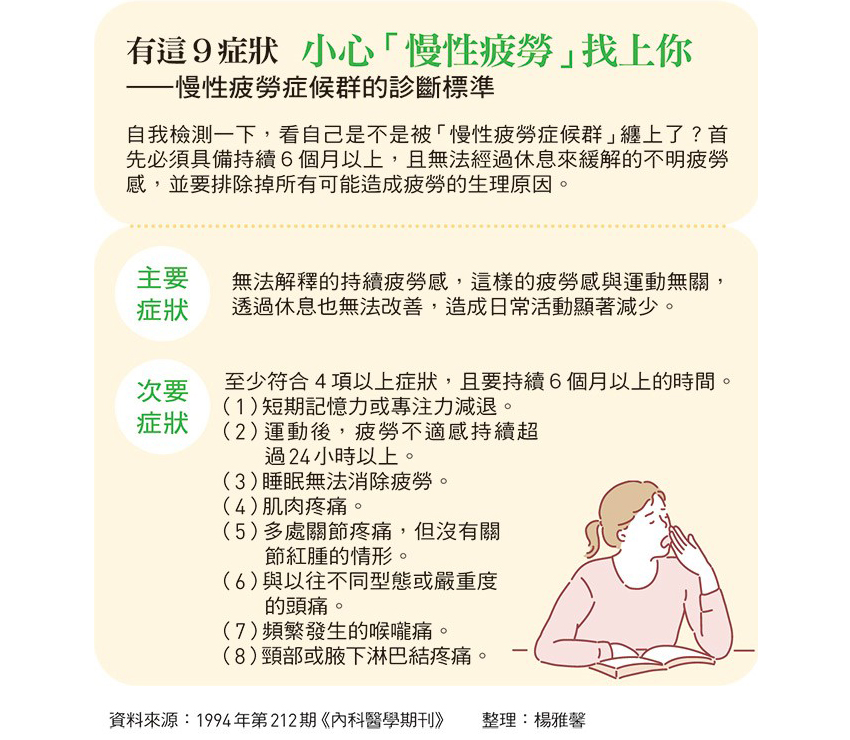 有這9症狀 小心「慢性疲勞」找上你
──慢性疲勞症候群的診斷標準
自我檢測一下，看自己是不是被「慢性疲勞症候群」纏上了？首
先必須具備持續6個月以上，且無法經過休息來緩解的不明疲勞
感，並要排除掉所有可能造成疲勞的生理原因。
主要
症狀
無法解釋的持續疲勞感，這樣的疲勞感與運動無關，
透過休息也無法改善，造成日常活動顯著減少。
次要
症狀
至少符合4項以上症狀，且要持續6個月以上的時間。
（1）短期記憶力或專注力減退。
（2）運動後，疲勞不適感持續超
過24小時以上。
（3）睡眠無法消除疲勞。
（4）肌肉疼痛。
（5）多處關節疼痛，但沒有關
節紅腫的情形。
（6）與以往不同型態或嚴重度
的頭痛。
（7）頻繁發生的喉嚨痛。
（8）頸部或腋下淋巴結疼痛。
資料來源：1994年第212期《內科醫學期刊》 整理：楊雅馨